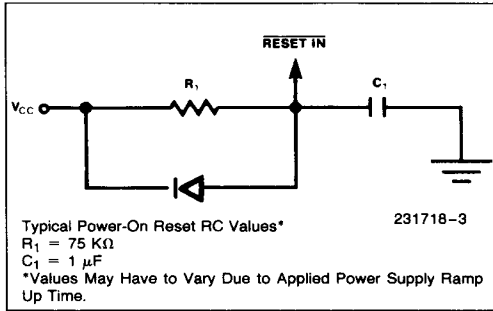 RESET IN
R₁
C₁
VCC
231718-3
Typical Power-On Reset RC Values*
R₁ = 75 KΩ
C₁ = 1 µF
*Values May Have to Vary Due to Applied Power Supply Ramp
Up Time.